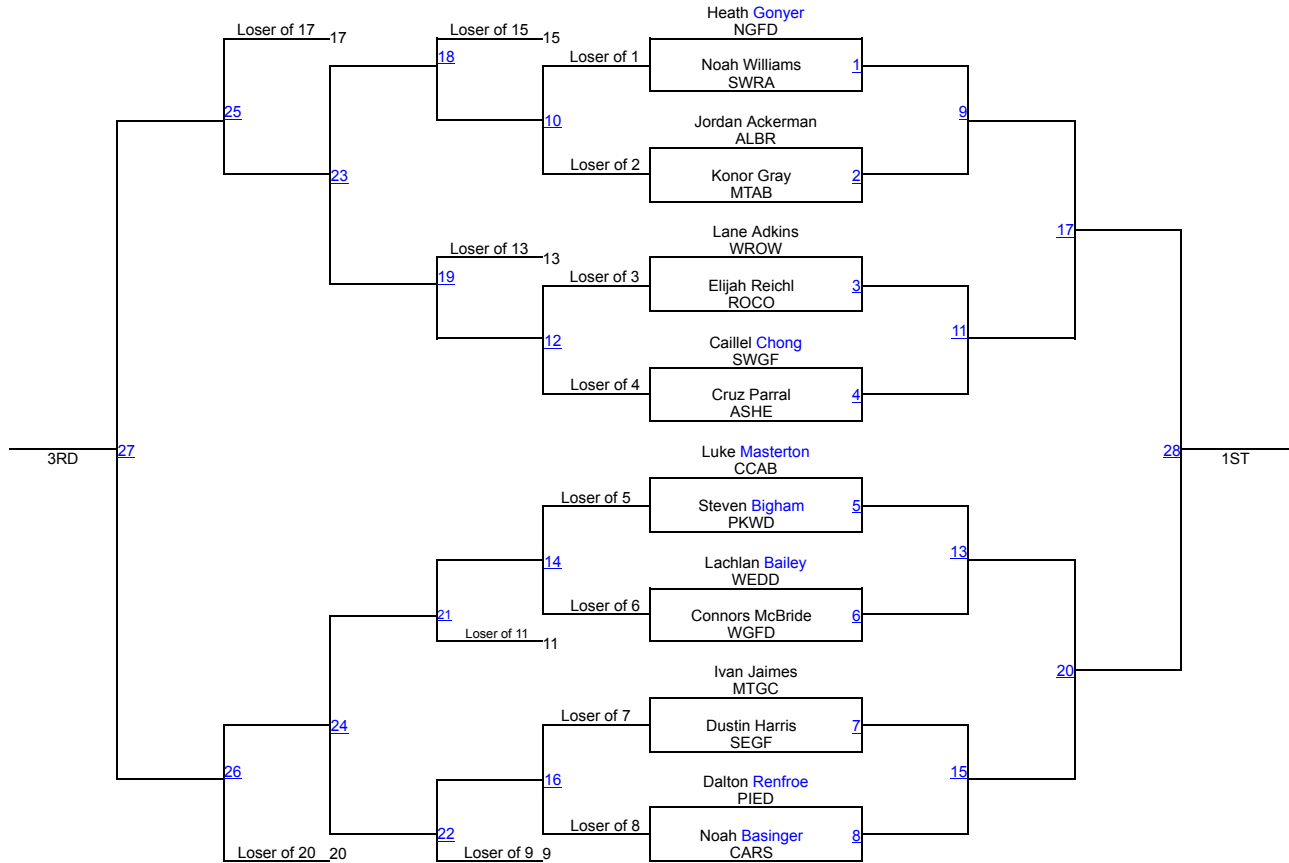 Heath Gonyer
Loser of 17 17
Loser of 15 15
NGFD
18
Loser of 1
Noah Williams 1
SWRA
25
10
Jordan Ackerman
9
ALBR
23
Loser of 2
Konor Gray 2
MTAB
Lane Adkins
17
WROW
Loser of 13 13
19
Loser of 3
Elijah Reichl 3
ROCO
12
Caillel Chong
11
SWGF
Loser of 4
Cruz Parral 4
ASHE
3RD
27
Luke Masterton
28
1ST
CCAB
Loser of 5
Steven Bigham 5
PKWD
14
Lachlan Bailey
13
WEDD
21
Loser of 6
Connors McBride 6
WGFD
Loser of 11 11
Ivan Jaimes
20
MTGC
24
Loser of 7
Dustin Harris 7
SEGF
26
16
Dalton Renfroe
15
PIED
22
Loser of 8
Noah Basinger 8
CARS
Loser of 20 20
Loser of 9 9